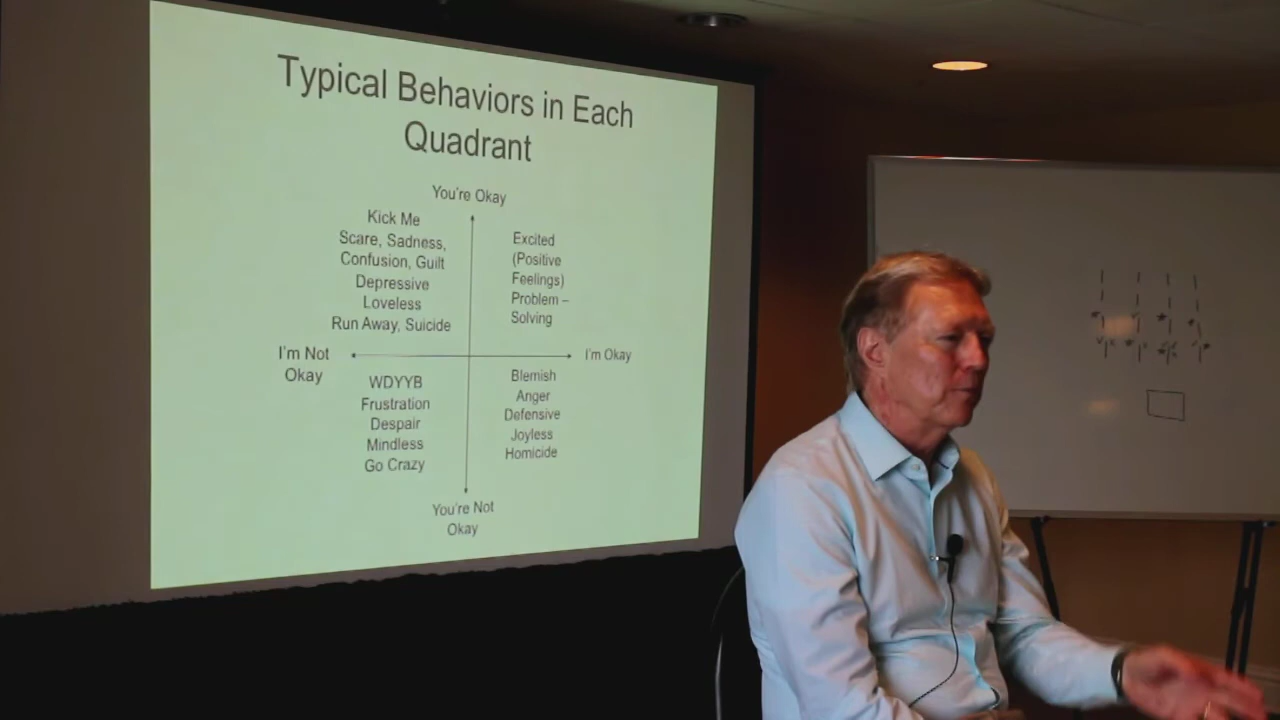 Typical Behaviors in Each
Quadrant
You're Okay
Kick Me
Scare, Sadness,
Confusion, Guilt
Depressive
Loveless
Run Away, Suicide
Excited
(Positive
Feelings)
Problem –
Solving
I'm Not
Okay
I'm Okay
WDYYB
Frustration
Despair
Mindless
Go Crazy
Blemish
Anger
Defensive
Joyless
Homicide
You're Not
Okay